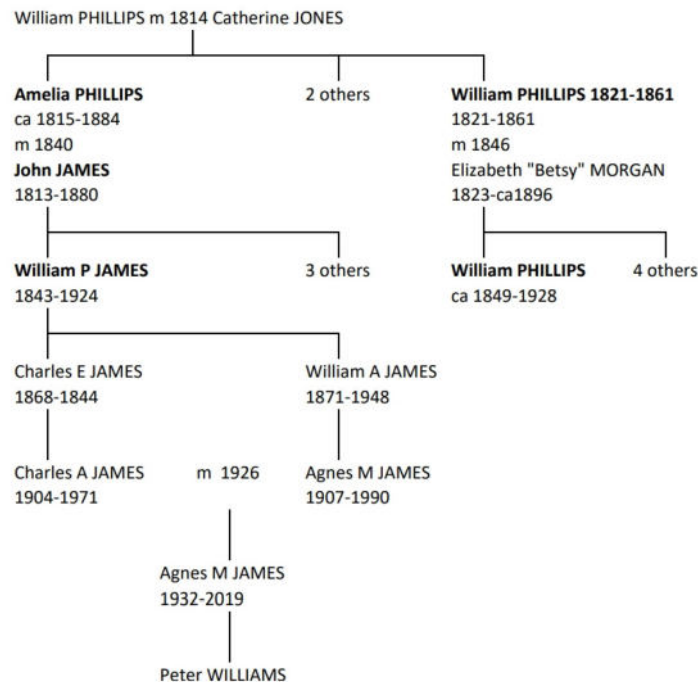 William PHILLIPS m 1814 Catherine JONES
Amelia PHILLIPS 2 others William PHILLIPS 1821-1861
ca 1815-1884 1821-1861
m 1840 m 1846
John JAMES Elizabeth "Betsy" MORGAN
1813-1880 1823-ca1896
William P JAMES 3 others William PHILLIPS 4 others
1843-1924 ca 1849-1928
Charles E JAMES William A JAMES
1868-1844 1871-1948
Charles A JAMES m 1926 Agnes M JAMES
1904-1971 1907-1990
Agnes M JAMES
1932-2019
Peter WILLIAMS